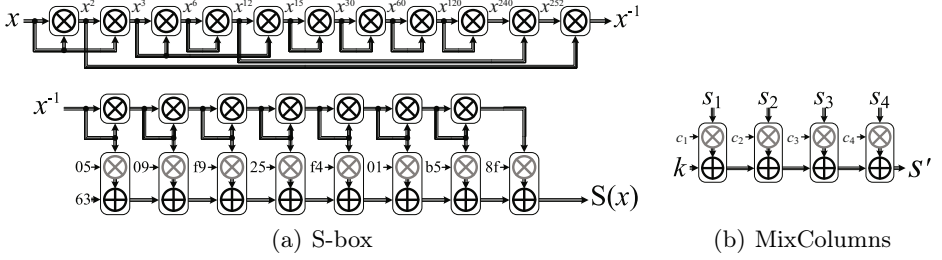 x x² x³ x⁶ x¹² x¹⁵ x³⁰ x⁶⁰ x¹²⁰ x²⁴⁰ x²⁵² x⁻¹
x⁻¹
05 09 f9 25 f4 01 b5 8f
63 S(x)
(a) S-box
s₁ s₂ s₃ s₄
c₁ c₂ c₃ c₄
k s′
(b) MixColumns